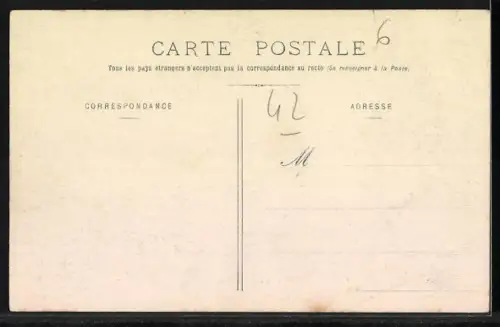 CARTE POSTALE 6
Tous les pays étrangers n'acceptent pas la correspondance au recto (Se renseigner à la Poste)
42
CORRESPONDANCE
ADRESSE
M